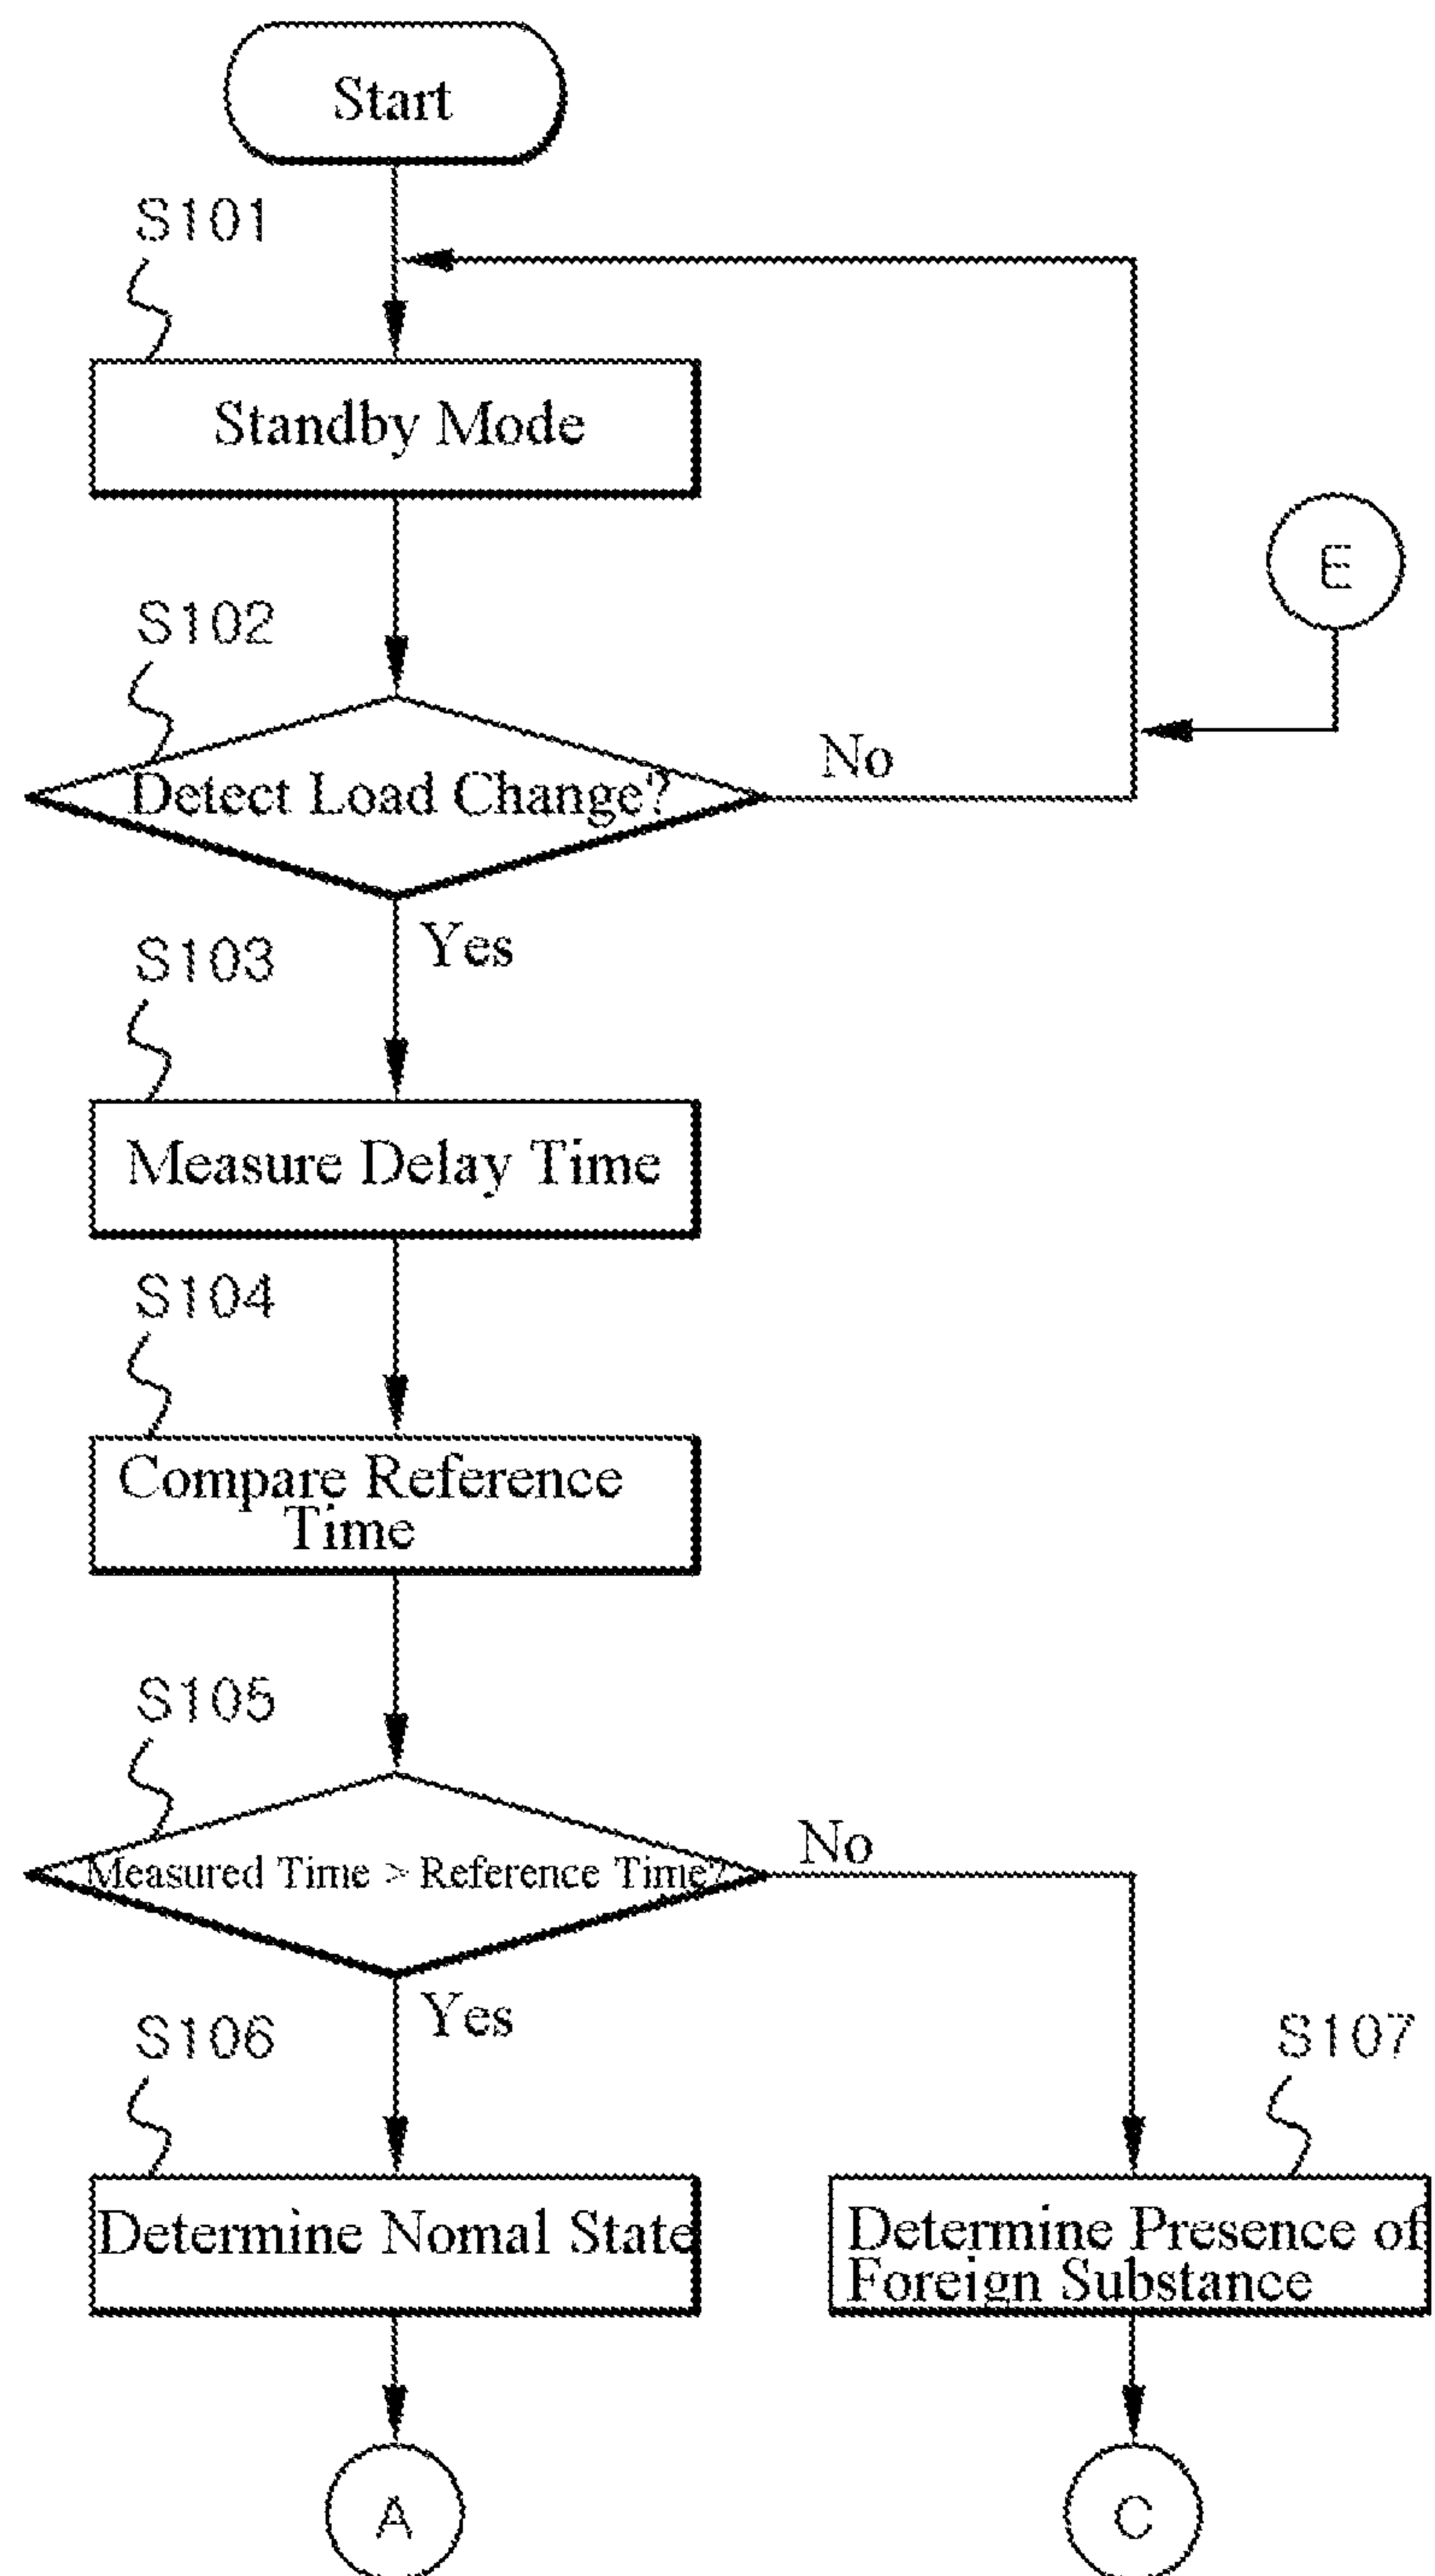 Start
S101
Standby Mode
E
S102
Detect Load Change?
No
Yes
S103
Measure Delay Time
S104
Compare Reference
Time
S105
Measured Time > Reference Time?
No
Yes
S106
S107
Determine Nomal State
Determine Presence of
Foreign Substance
A
C